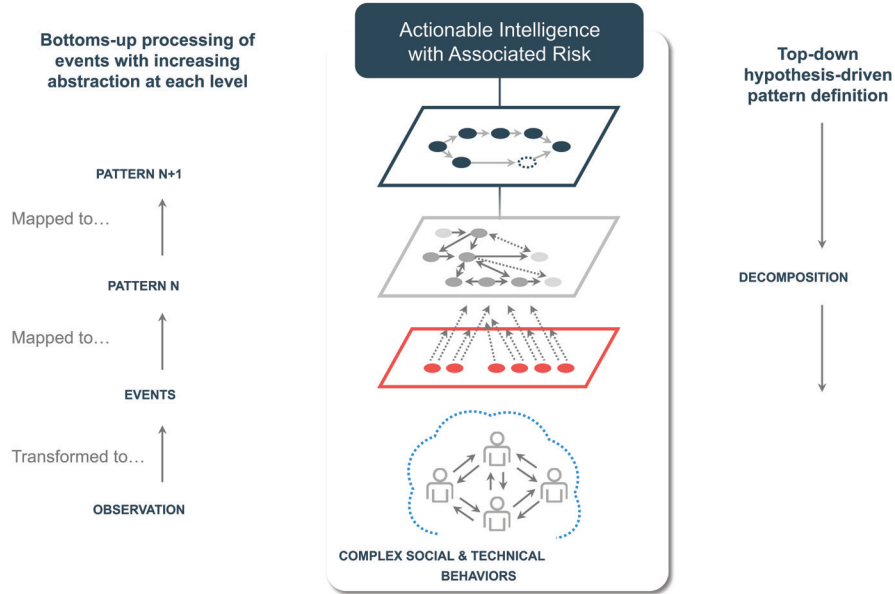 Bottoms-up processing of
events with increasing
abstraction at each level
PATTERN N+1
Mapped to…
PATTERN N
Mapped to…
EVENTS
Transformed to…
OBSERVATION
Actionable Intelligence
with Associated Risk
COMPLEX SOCIAL & TECHNICAL
BEHAVIORS
Top-down
hypothesis-driven
pattern definition
DECOMPOSITION